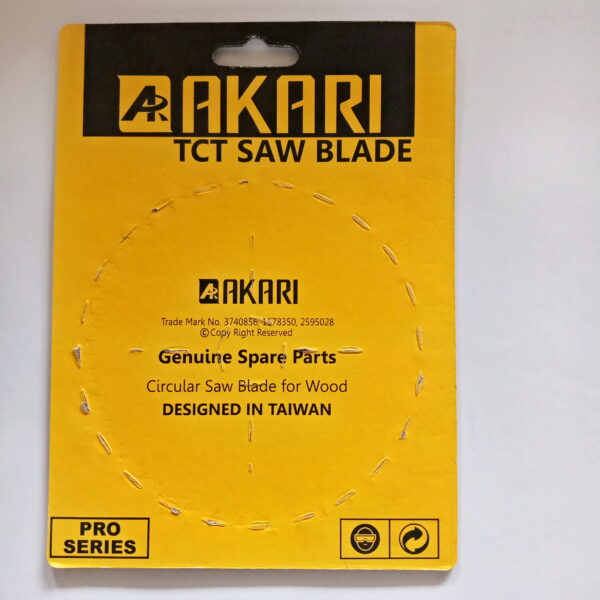 AKARI
TCT SAW BLADE
AKARI
Trade Mark No. 3740856, 1578350, 2595028
© Copy Right Reserved
Genuine Spare Parts
Circular Saw Blade for Wood
DESIGNED IN TAIWAN
PRO
SERIES